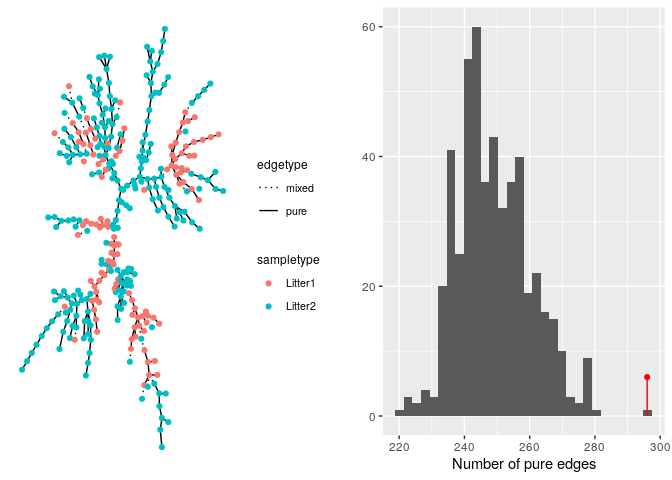 edgetype
mixed
pure
sampletype
Litter1
Litter2
60
40
20
0
220 240 260 280 300
Number of pure edges